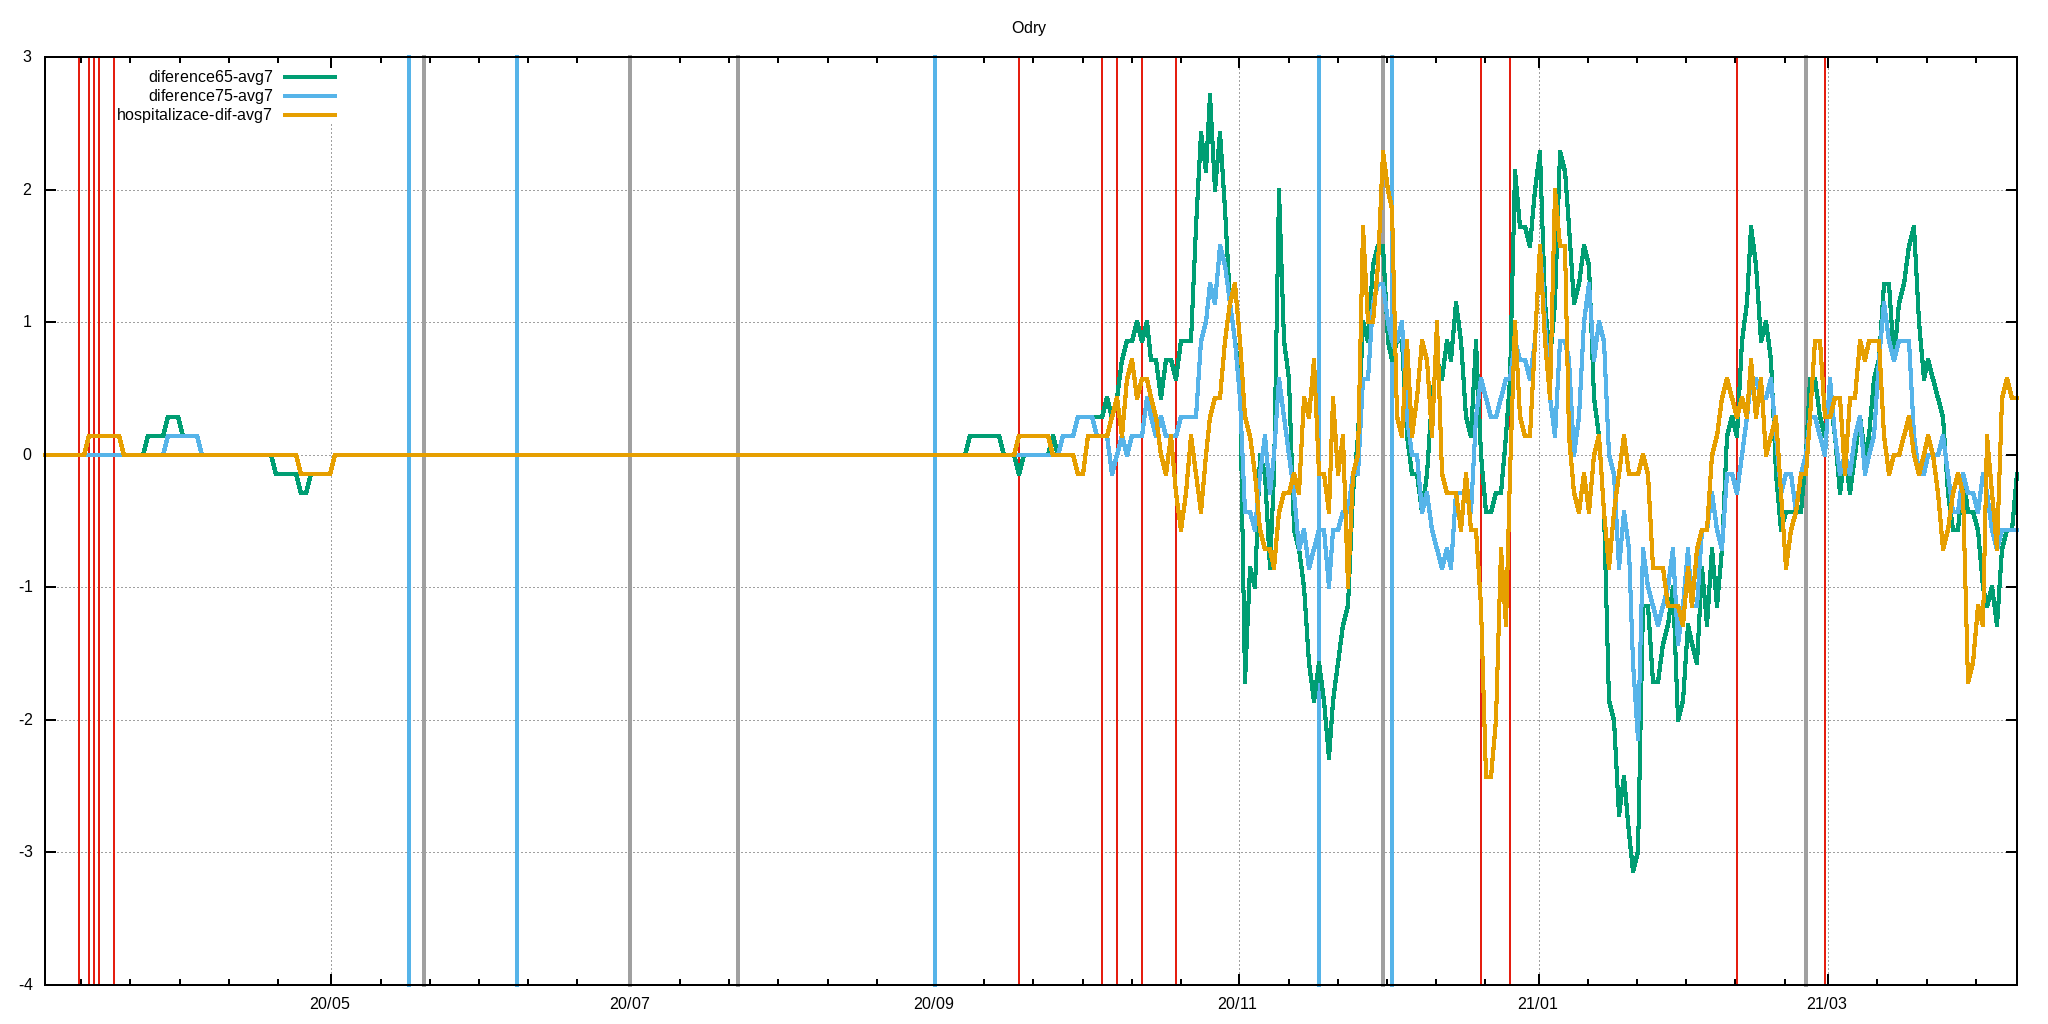 Odry
3
diference65-avg7
diference75-avg7
hospitalizace-dif-avg7
2
1
0
-1
-2
-3
-4
20/05 20/07 20/09 20/11 21/01 21/03